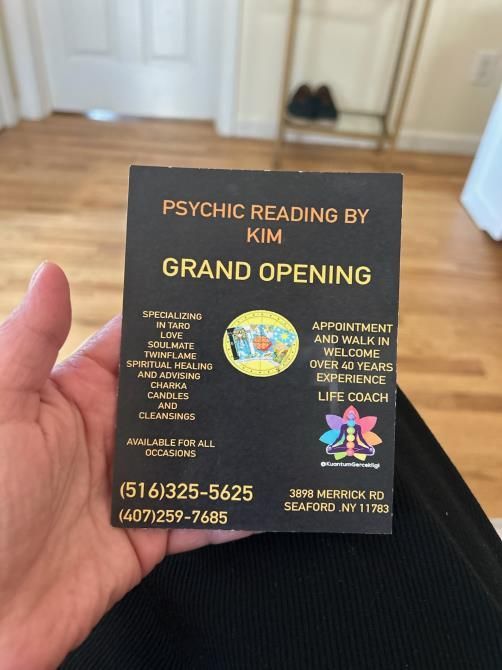 PSYCHIC READING BY
KIM
GRAND OPENING
SPECIALIZING
IN TARO
LOVE
SOULMATE
TWINFLAME
SPIRITUAL HEALING
AND ADVISING
CHARKA
CANDLES
AND
CLEANSINGS
AVAILABLE FOR ALL
OCCASIONS
APPOINTMENT
AND WALK IN
WELCOME
OVER 40 YEARS
EXPERIENCE
LIFE COACH
@KuantumGercekligi
(516)325-5625
(407)259-7685
3898 MERRICK RD
SEAFORD .NY 11783